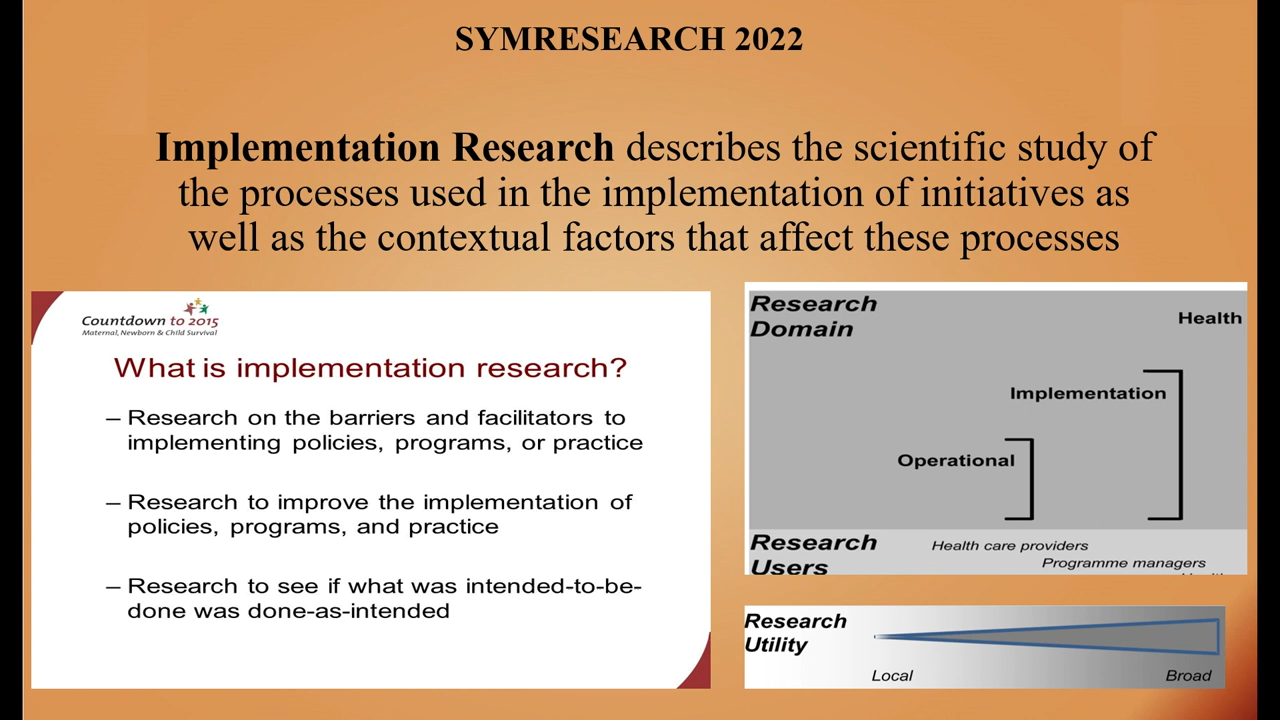 SYMRESEARCH 2022
Implementation Research describes the scientific study of
the processes used in the implementation of initiatives as
well as the contextual factors that affect these processes
Countdown to 2015
Maternal, Newborn & Child Survival
What is implementation research?
– Research on the barriers and facilitators to
implementing policies, programs, or practice
– Research to improve the implementation of
policies, programs, and practice
– Research to see if what was intended-to-be-
done was done-as-intended
Research
Domain
Health
Implementation
Operational
Research
Users
Health care providers
Programme managers
Research
Utility
Local
Broad